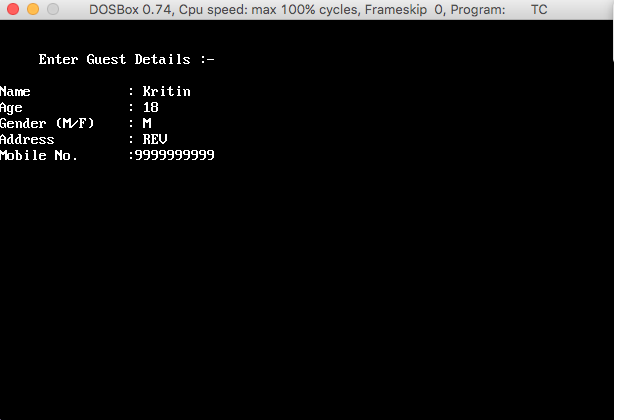 DOSBox 0.74, Cpu speed: max 100% cycles, Frameskip 0, Program: TC
Enter Guest Details :-
Name : Kritin
Age : 18
Gender (M/F) : M
Address : REV
Mobile No. :9999999999